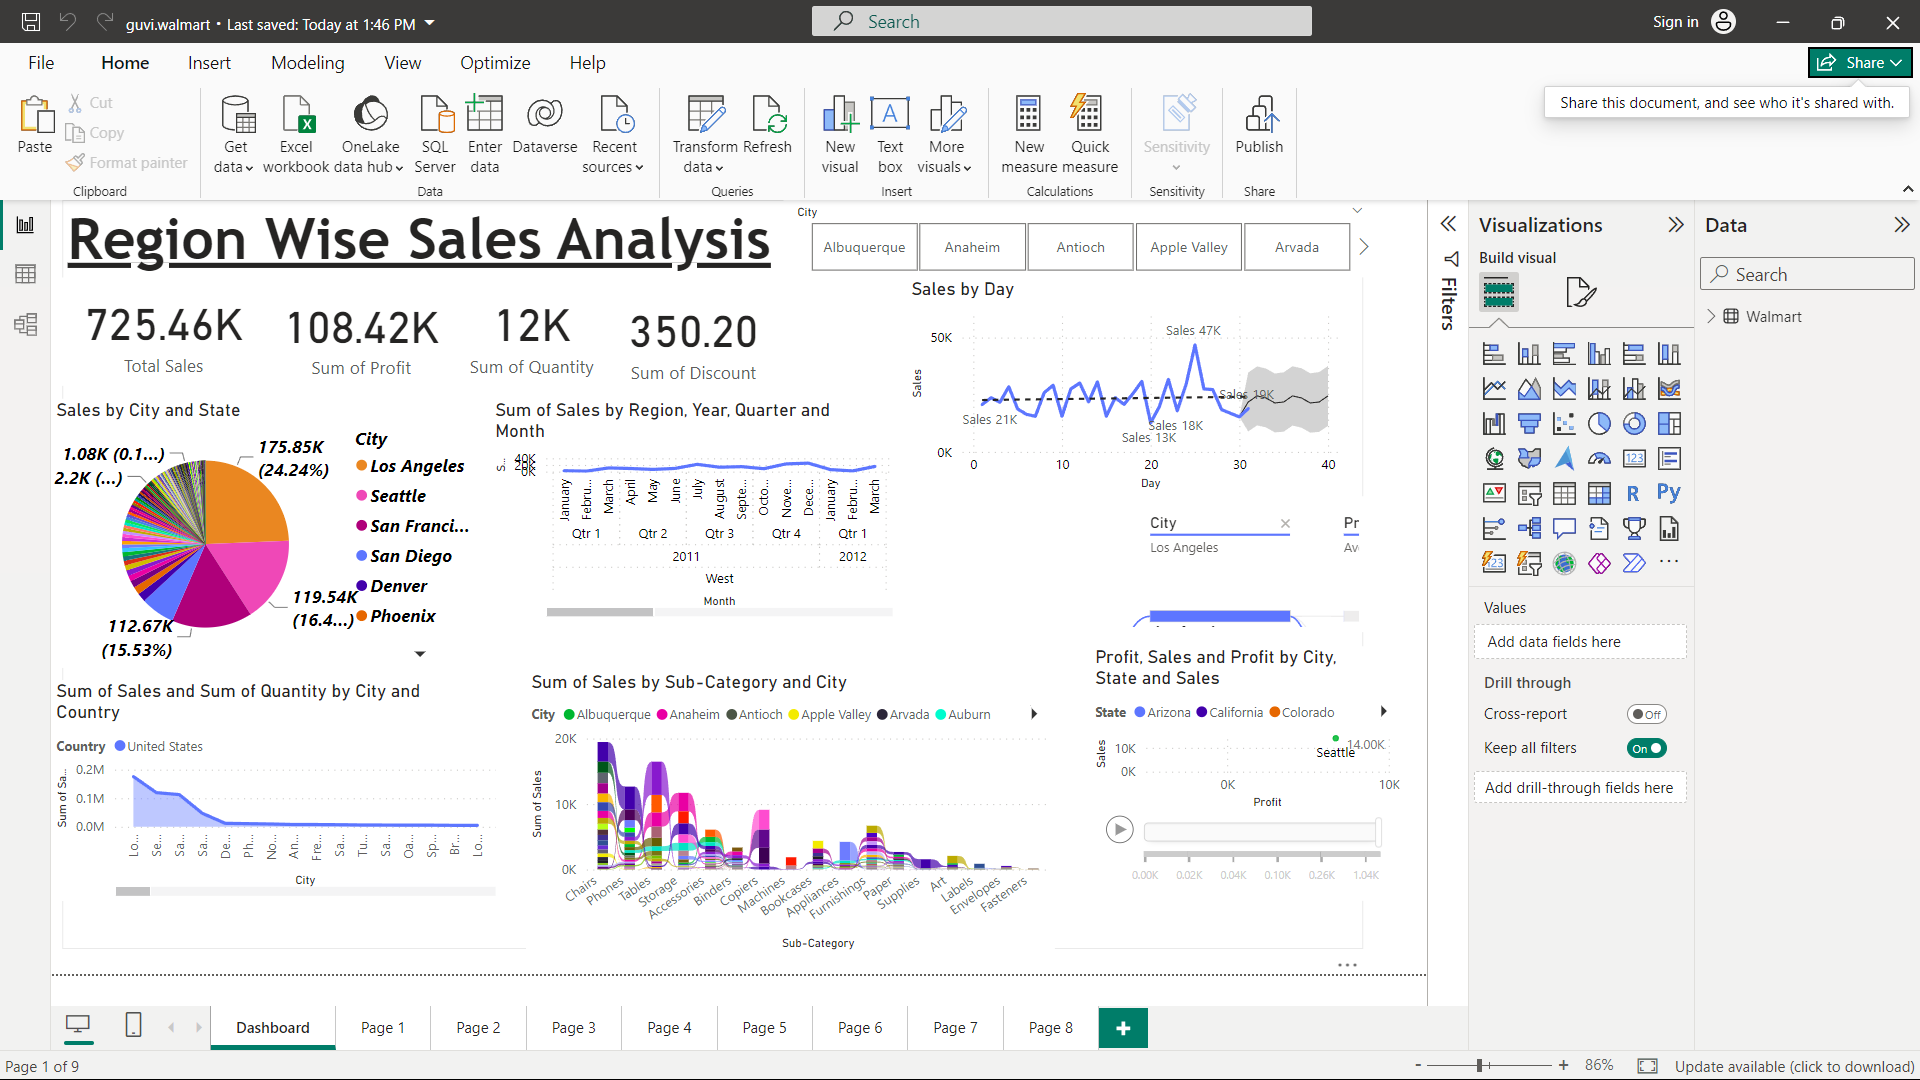 guvi.walmart • Last saved: Today at 1:46 PM
Search
Sign in
File Home Insert Modeling View Optimize Help
Share
Share this document, and see who it's shared with.
Paste
Cut
Copy
Format painter
Clipboard
Get data
Excel workbook
OneLake data hub
SQL Server
Enter data
Dataverse
Recent sources
Data
Transform data
Refresh
Queries
New visual
Text box
More visuals
Insert
New measure
Quick measure
Calculations
Sensitivity
Sensitivity
Publish
Share
Region Wise Sales Analysis
City
Albuquerque Anaheim Antioch Apple Valley Arvada
725.46K
Total Sales
108.42K
Sum of Profit
12K
Sum of Quantity
350.20
Sum of Discount
Sales by Day
50K
0K
Sales
Sales 47K
Sales 19K
Sales 21K
Sales 18K
Sales 13K
0 10 20 30 40
Day
Sales by City and State
1.08K (0.1...)
2.2K (...)
175.85K
(24.24%)
119.54K
(16.4...)
112.67K
(15.53%)
City
Los Angeles
Seattle
San Franci...
San Diego
Denver
Phoenix
Sum of Sales by Region, Year, Quarter and
Month
S...
40K
20K
0K
January Febru... March April May June July August Septe... Octo... Nove... Dece... January Febru... March
Qtr 1 Qtr 2 Qtr 3 Qtr 4 Qtr 1
2011 2012
West
Month
City
Los Angeles
Pr
Av
Sum of Sales and Sum of Quantity by City and
Country
Country United States
Sum of Sa...
0.2M
0.1M
0.0M
Lo... Se... Sa... Sa... De... Ph... No... An... Fre... Sa... Tu... Sa... Oa... Sp... Br... Lo...
City
Sum of Sales by Sub-Category and City
City Albuquerque Anaheim Antioch Apple Valley Arvada Auburn
Sum of Sales
20K
10K
0K
Chairs Phones Tables Storage Accessories Binders Copiers Machines Bookcases Appliances Furnishings Paper Supplies Art Labels Envelopes Fasteners
Sub-Category
Profit, Sales and Profit by City,
State and Sales
State Arizona California Colorado
Sales
10K
0K
14.00K
Seattle
0K 10K
Profit
0.00K 0.02K 0.04K 0.10K 0.26K 1.04K
Filters
Visualizations
Build visual
123
R
Py
123
Values
Add data fields here
Drill through
Cross-report Off
Keep all filters On
Add drill-through fields here
Data
Search
Walmart
Dashboard Page 1 Page 2 Page 3 Page 4 Page 5 Page 6 Page 7 Page 8
Page 1 of 9
86%
Update available (click to download)